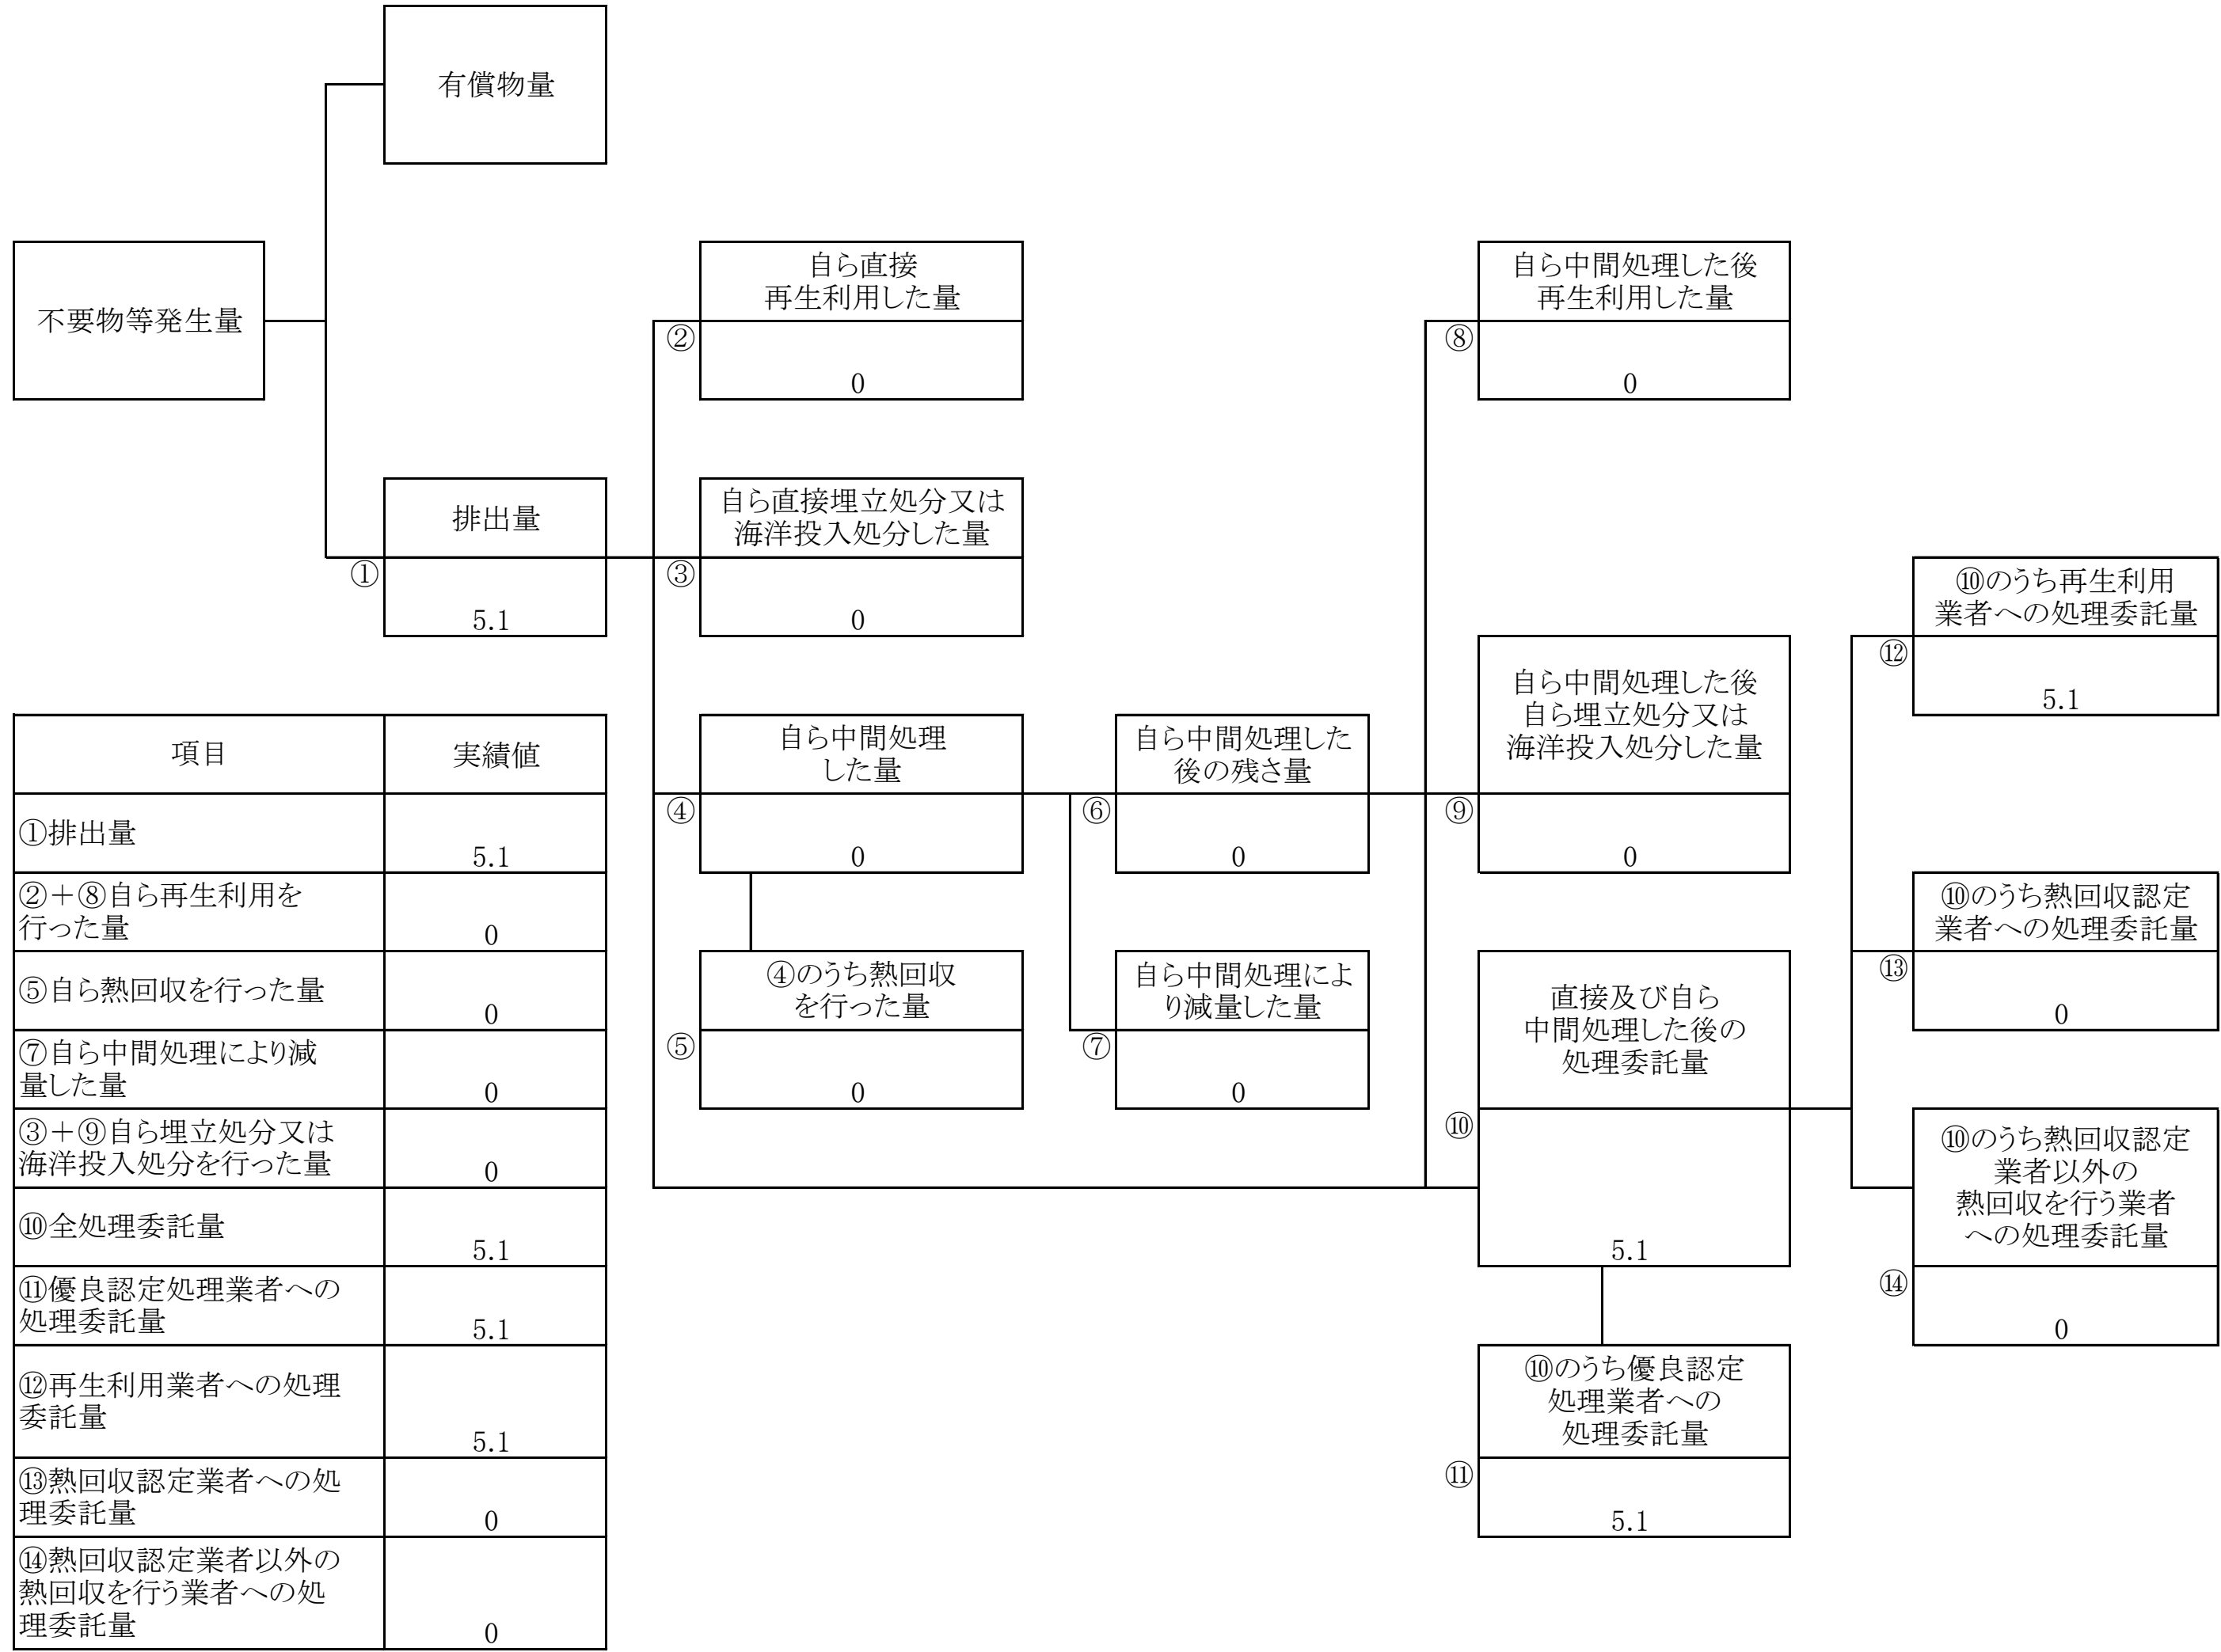 有償物量
不要物等発生量
自ら直接
再生利用した量
②
0
自ら中間処理した後
再生利用した量
⑧
0
排出量
①
5.1
自ら直接埋立処分又は
海洋投入処分した量
③
0
⑩のうち再生利用
業者への処理委託量
⑫
5.1
自ら中間処理
した量
④
0
自ら中間処理した
後の残さ量
⑥
0
自ら中間処理した後
自ら埋立処分又は
海洋投入処分した量
⑨
0
⑩のうち熱回収認定
業者への処理委託量
⑬
0
④のうち熱回収
を行った量
⑤
0
自ら中間処理によ
り減量した量
⑦
0
直接及び自ら
中間処理した後の
処理委託量
⑩
5.1
⑩のうち熱回収認定
業者以外の
熱回収を行う業者
への処理委託量
⑭
0
⑩のうち優良認定
処理業者への
処理委託量
⑪
5.1
項目 実績値
①排出量
5.1
②+⑧自ら再生利用を
行った量
0
⑤自ら熱回収を行った量
0
⑦自ら中間処理により減
量した量
0
③+⑨自ら埋立処分又は
海洋投入処分を行った量
0
⑩全処理委託量
5.1
⑪優良認定処理業者への
処理委託量
5.1
⑫再生利用業者への処理
委託量
5.1
⑬熱回収認定業者への処
理委託量
0
⑭熱回収認定業者以外の
熱回収を行う業者への処
理委託量
0